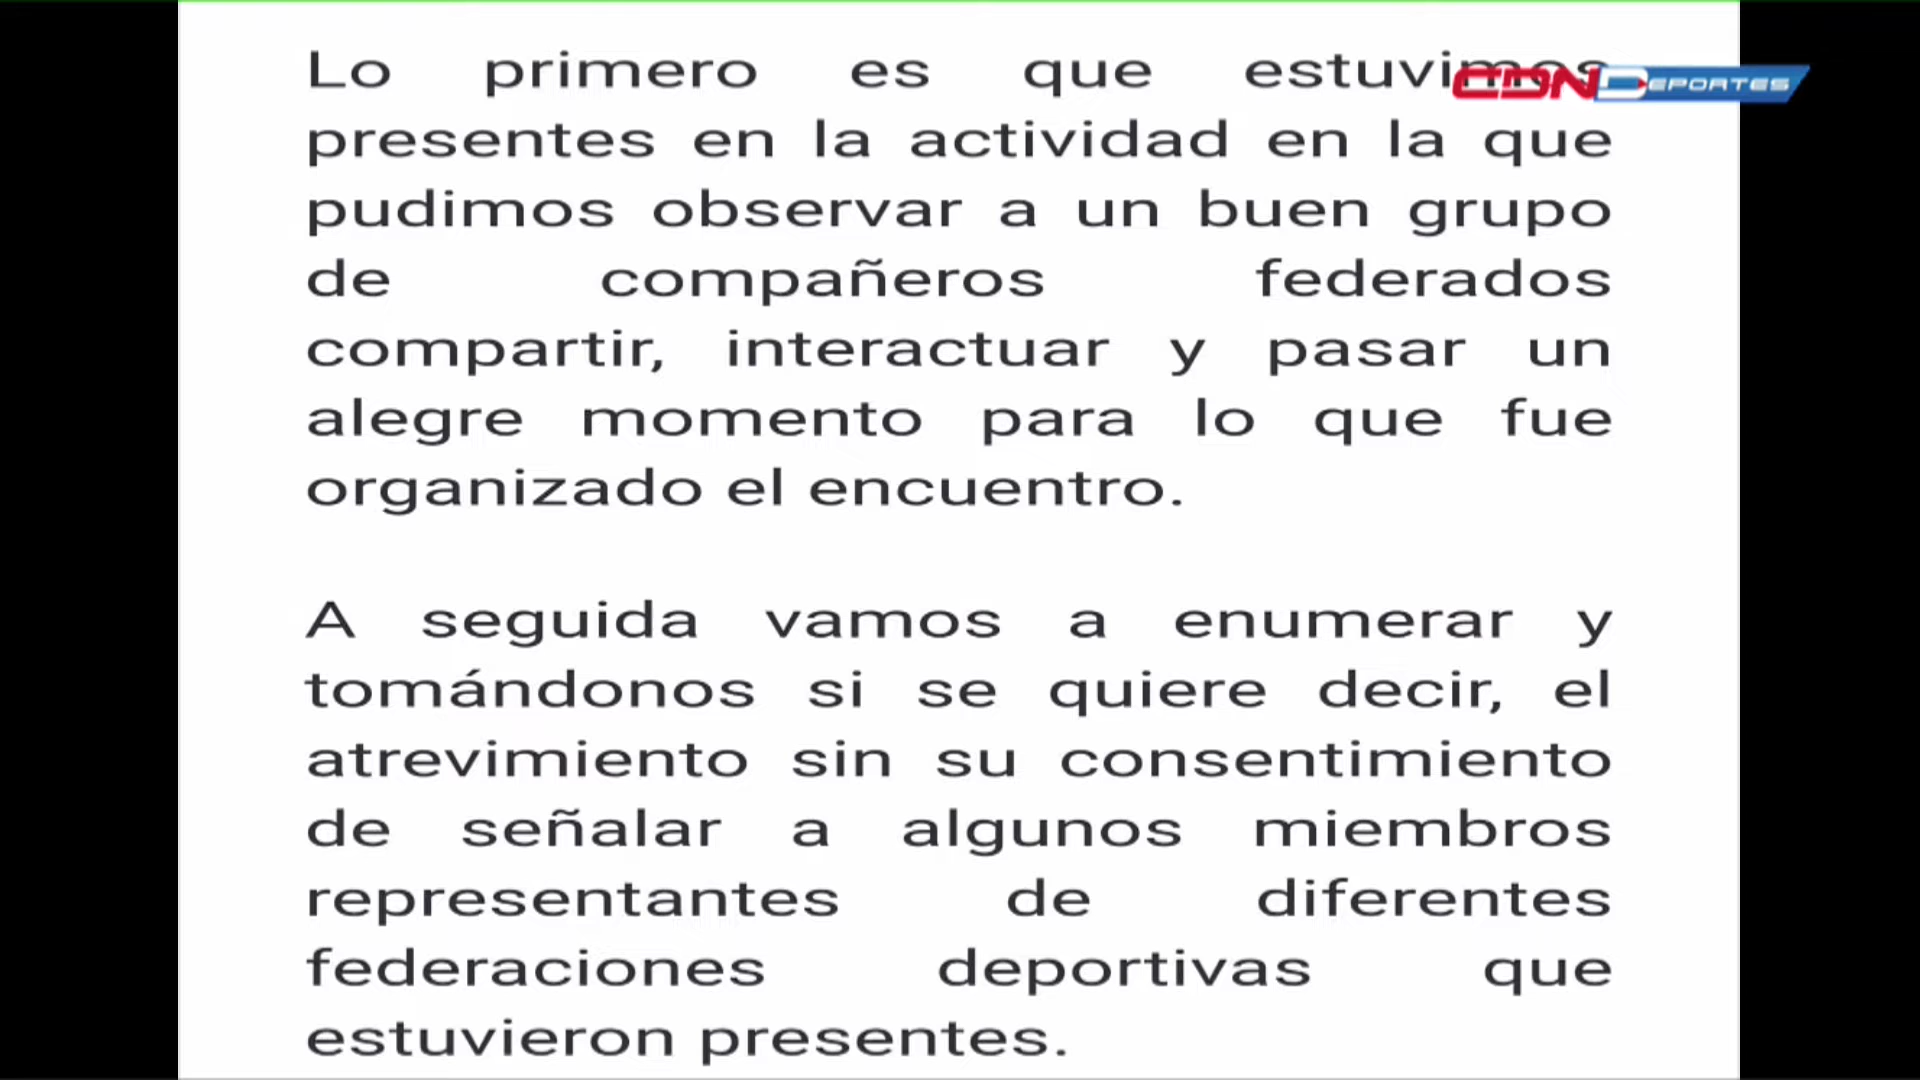 Lo primero es que estuvimos
CDN DEPORTES
presentes en la actividad en la que
pudimos observar a un buen grupo
de compañeros federados
compartir, interactuar y pasar un
alegre momento para lo que fue
organizado el encuentro.
A seguida vamos a enumerar y
tomándonos si se quiere decir, el
atrevimiento sin su consentimiento
de señalar a algunos miembros
representantes de diferentes
federaciones deportivas que
estuvieron presentes.